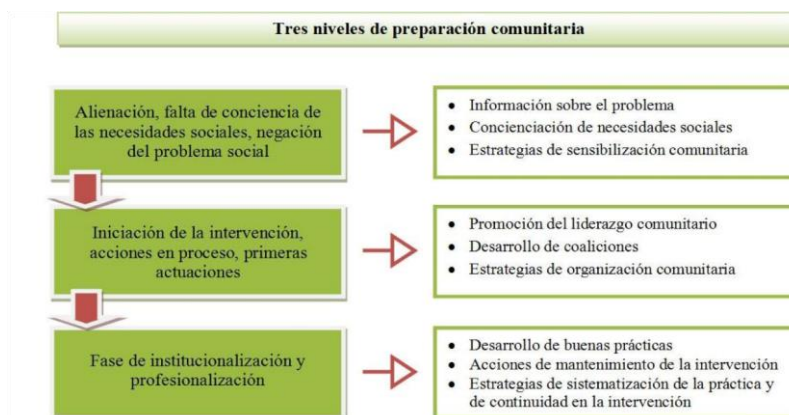 Tres niveles de preparación comunitaria
Alienación, falta de conciencia de
las necesidades sociales, negación
del problema social
• Información sobre el problema
• Concienciación de necesidades sociales
• Estrategias de sensibilización comunitaria
Iniciación de la intervención,
acciones en proceso, primeras
actuaciones
• Promoción del liderazgo comunitario
• Desarrollo de coaliciones
• Estrategias de organización comunitaria
Fase de institucionalización y
profesionalización
• Desarrollo de buenas prácticas
• Acciones de mantenimiento de la intervención
• Estrategias de sistematización de la práctica y
de continuidad en la intervención